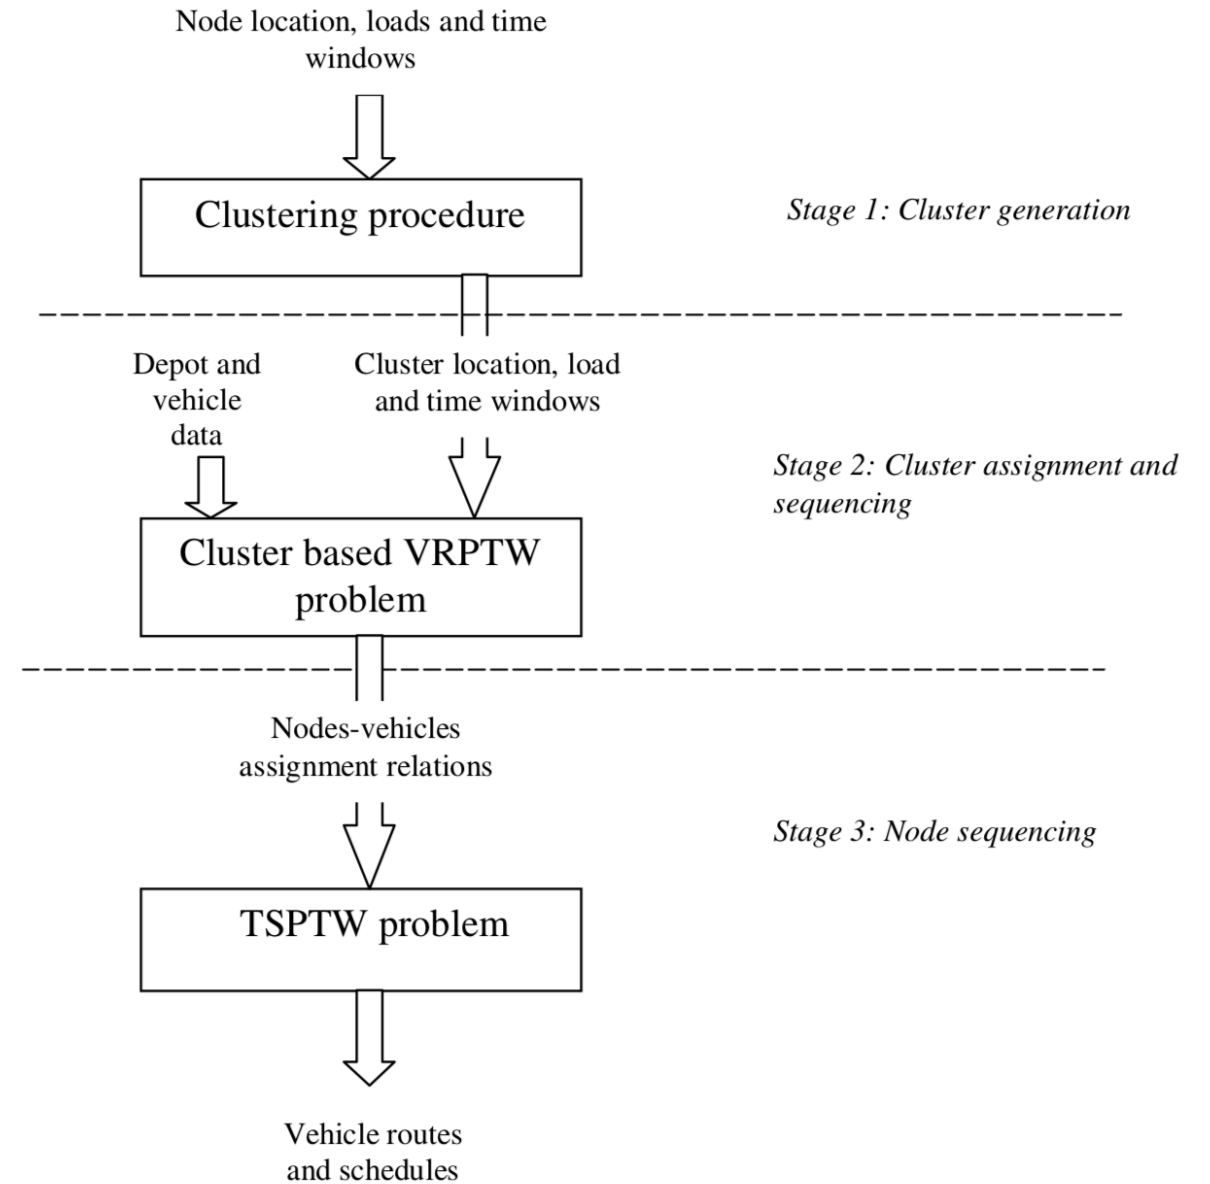 Node location, loads and time
windows
Clustering procedure
Stage 1: Cluster generation
Depot and
vehicle
data
Cluster location, load
and time windows
Stage 2: Cluster assignment and
sequencing
Cluster based VRPTW
problem
Nodes-vehicles
assignment relations
Stage 3: Node sequencing
TSPTW problem
Vehicle routes
and schedules